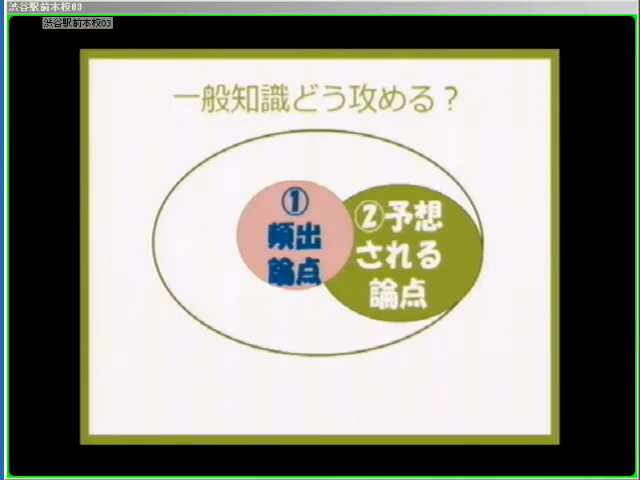 渋谷駅前本校03
渋谷駅前本校03
一般知識どう攻める？
①
頻出
論点
②予想
される
論点